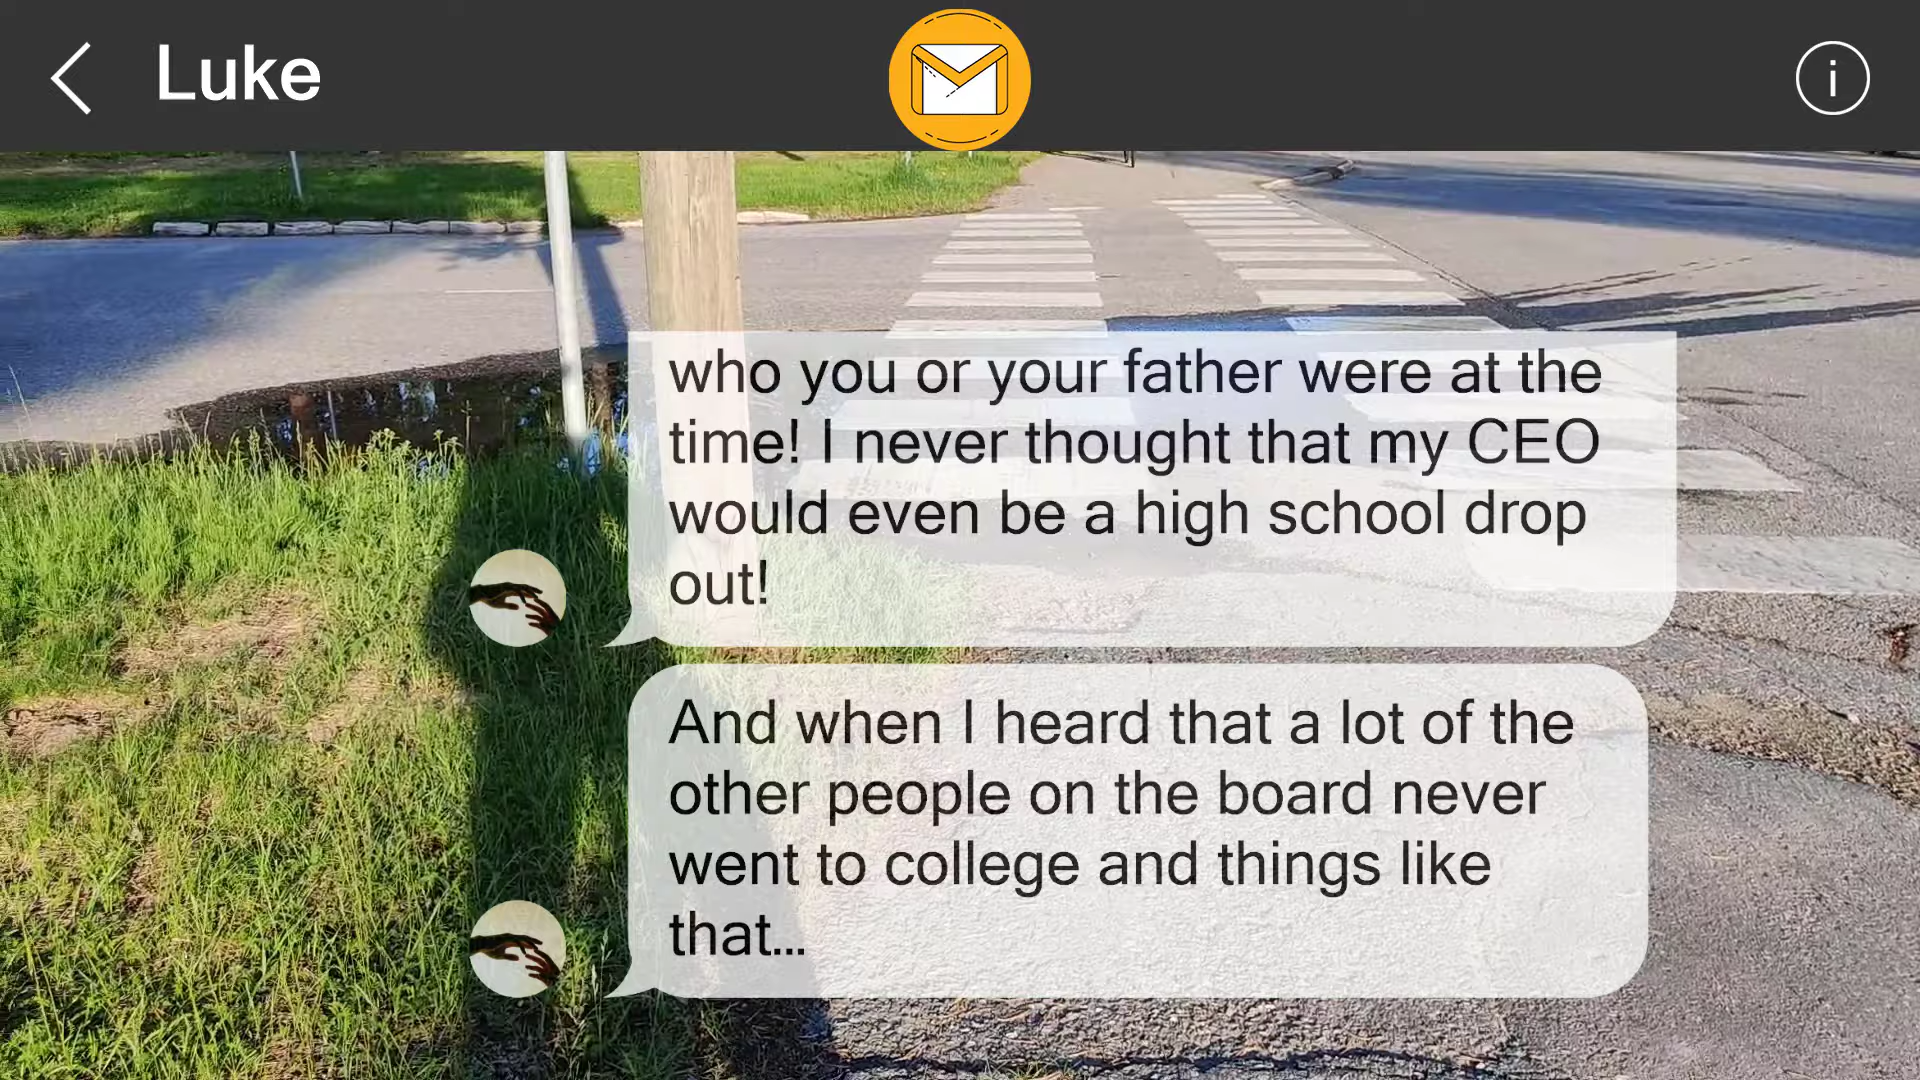 Luke
i
who you or your father were at the
time! I never thought that my CEO
would even be a high school drop
out!
And when I heard that a lot of the
other people on the board never
went to college and things like
that...